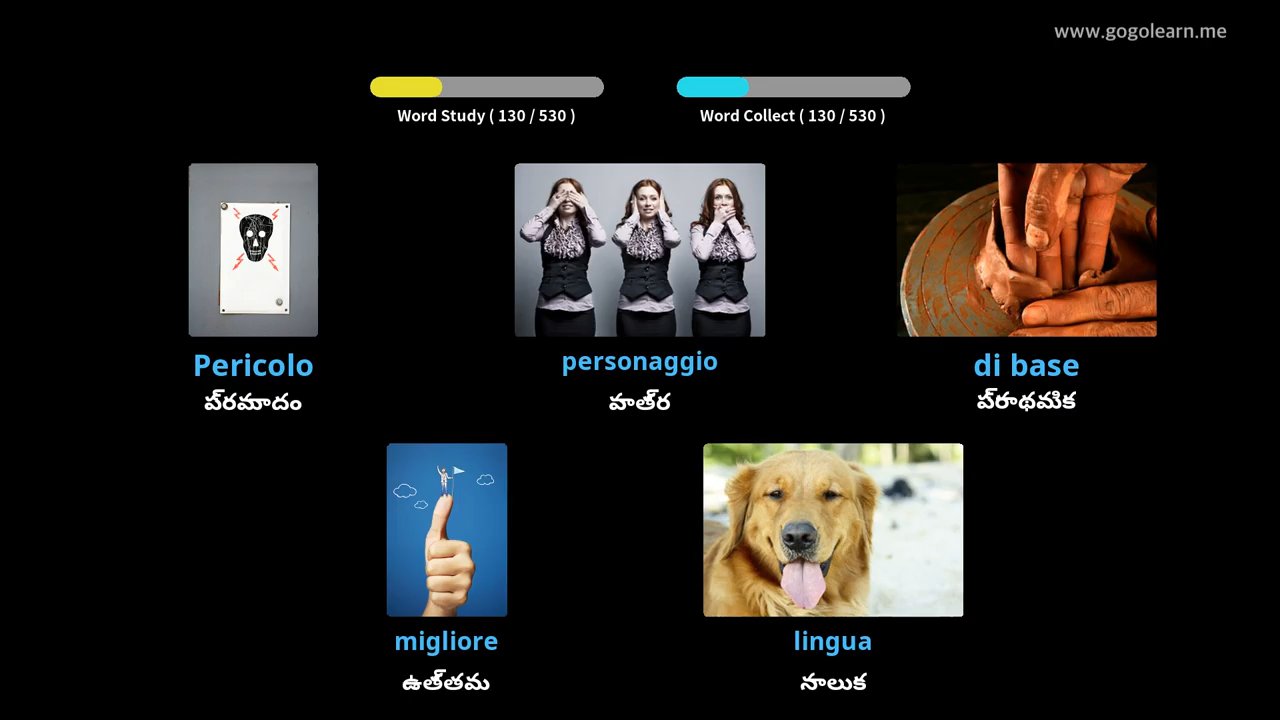 www.gogolearn.me
Word Study ( 130 / 530 )
Word Collect ( 130 / 530 )
Pericolo
ప్రమాదం
personaggio
పాత్ర
di base
ప్రాథమిక
migliore
ఉత్తమ
lingua
నాలుక